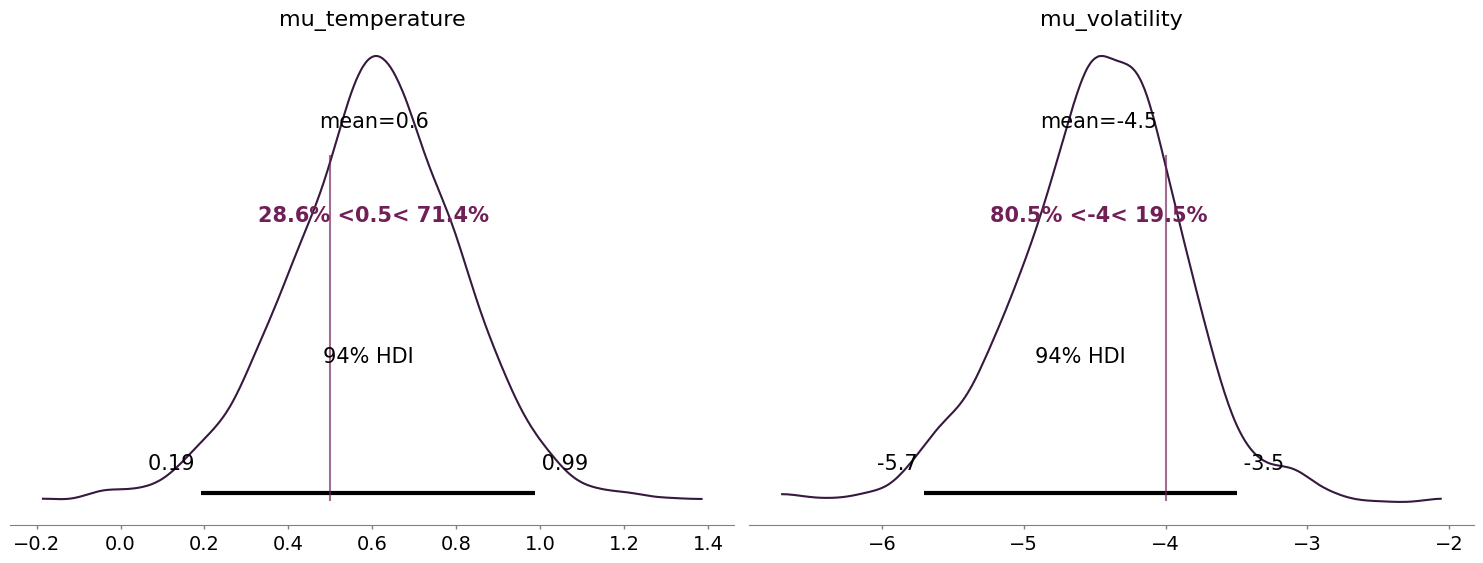 mu_temperature
mean=0.6
28.6% <0.5< 71.4%
94% HDI
0.19 0.99
−0.2 0.0 0.2 0.4 0.6 0.8 1.0 1.2 1.4
mu_volatility
mean=-4.5
80.5% <-4< 19.5%
94% HDI
-5.7 -3.5
−6 −5 −4 −3 −2